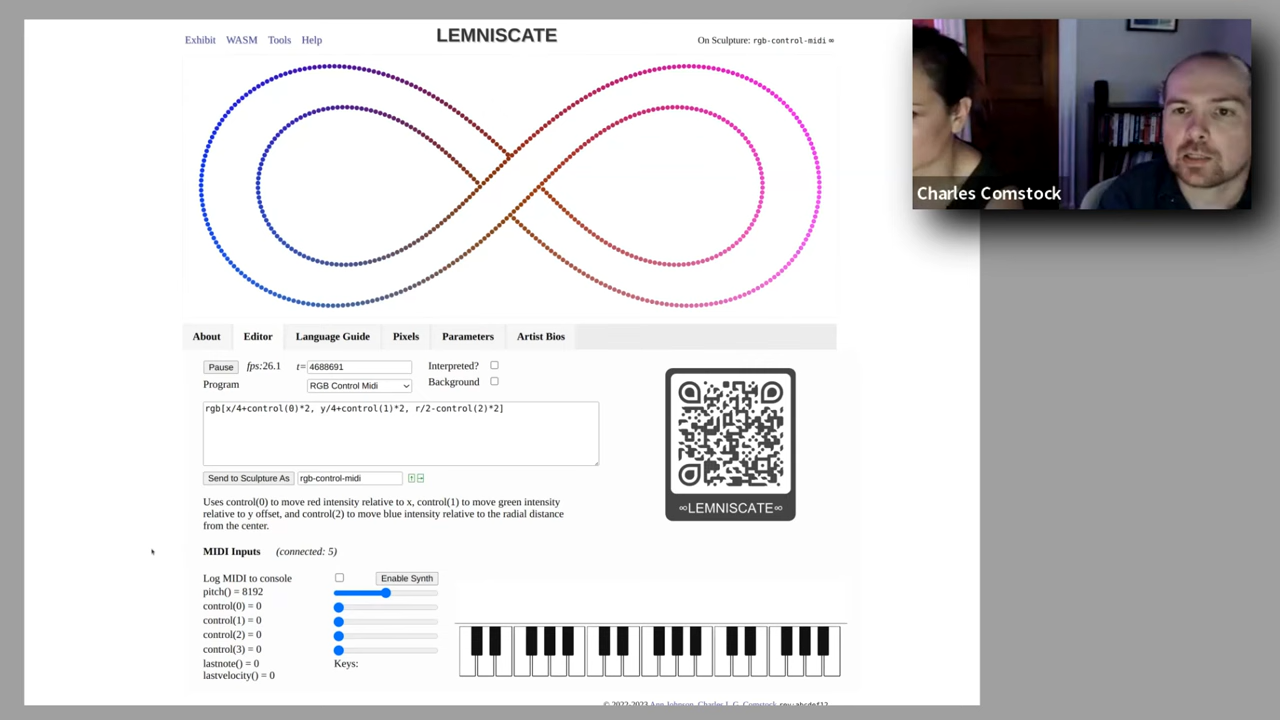 Exhibit WASM Tools Help
LEMNISCATE
On Sculpture: rgb-control-midi ∞
Charles Comstock
About Editor Language Guide Pixels Parameters Artist Bios
Pause fps:26.1 t= 4688691 Interpreted?
Program RGB Control Midi Background
rgb[x/4+control(0)*2, y/4+control(1)*2, r/2-control(2)*2]
Send to Sculpture As rgb-control-midi
Uses control(0) to move red intensity relative to x, control(1) to move green intensity
relative to y offset, and control(2) to move blue intensity relative to the radial distance
from the center.
∞LEMNISCATE∞
MIDI Inputs (connected: 5)
Log MIDI to console Enable Synth
pitch() = 8192
control(0) = 0
control(1) = 0
control(2) = 0
control(3) = 0
lastnote() = 0 Keys:
lastvelocity() = 0
© 2022-2023 Ann Johnson, Charles L.G. Comstock